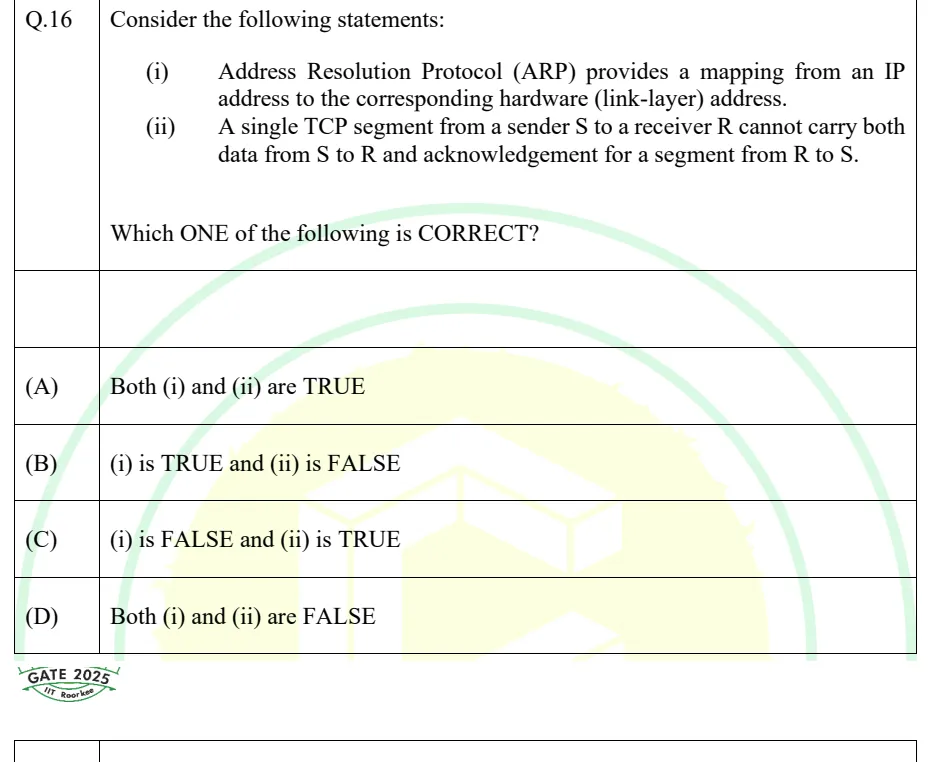 Q.16 Consider the following statements:
(i) Address Resolution Protocol (ARP) provides a mapping from an IP
address to the corresponding hardware (link-layer) address.
(ii) A single TCP segment from a sender S to a receiver R cannot carry both
data from S to R and acknowledgement for a segment from R to S.
Which ONE of the following is CORRECT?
(A) Both (i) and (ii) are TRUE
(B) (i) is TRUE and (ii) is FALSE
(C) (i) is FALSE and (ii) is TRUE
(D) Both (i) and (ii) are FALSE
GATE 2025
IIT Roorkee